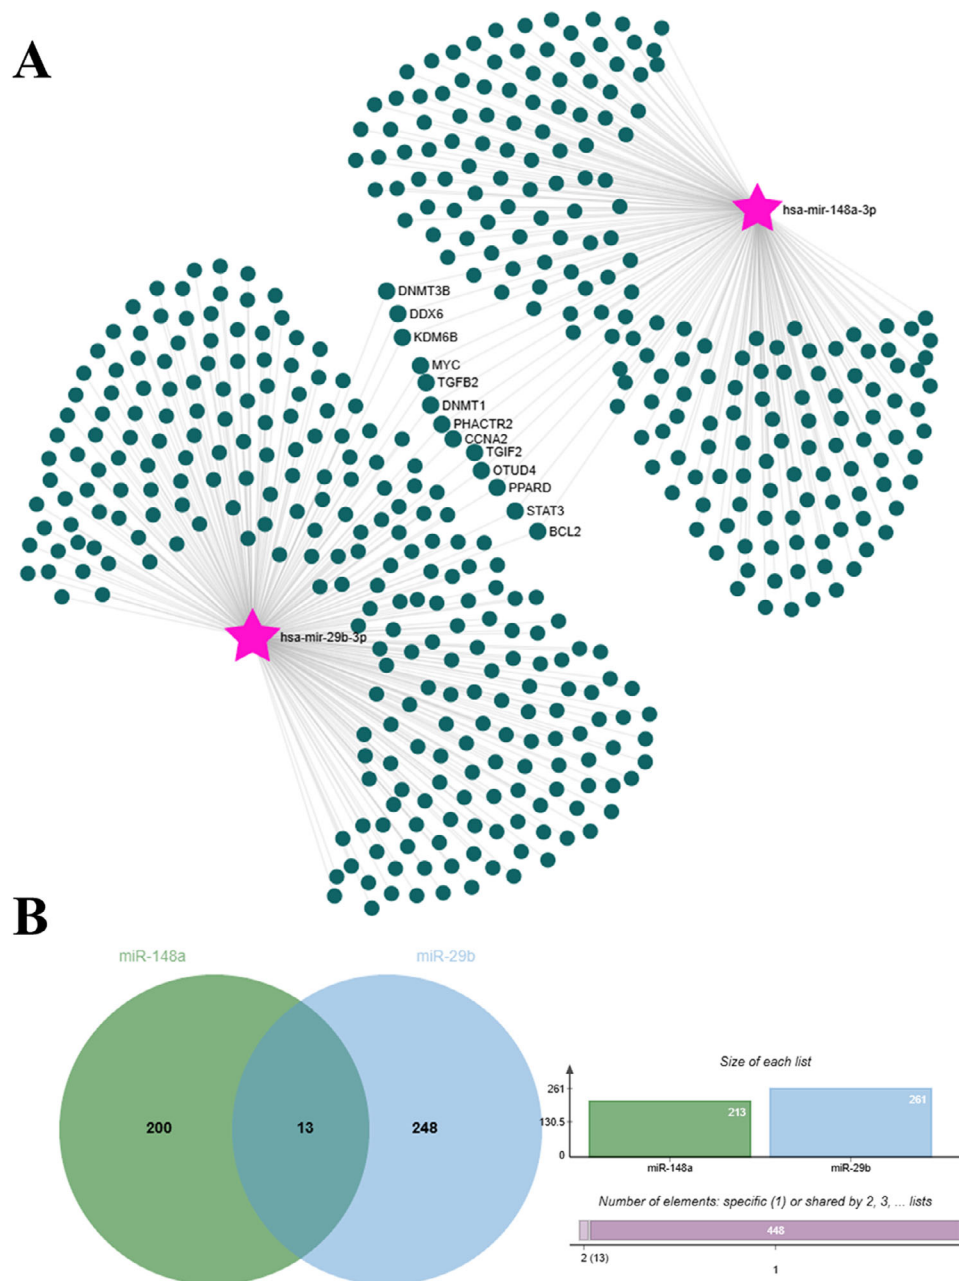 A
hsa-mir-148a-3p
DNMT3B
DDX6
KDM6B
MYC
TGFB2
DNMT1
PHACTR2
CCNA2
TGIF2
OTUD4
PPARD
STAT3
BCL2
hsa-mir-29b-3p
B
miR-148a
miR-29b
200
13
248
Size of each list
261
130.5
0
213
261
miR-148a
miR-29b
Number of elements: specific (1) or shared by 2, 3, ... lists
448
2 (13)
1